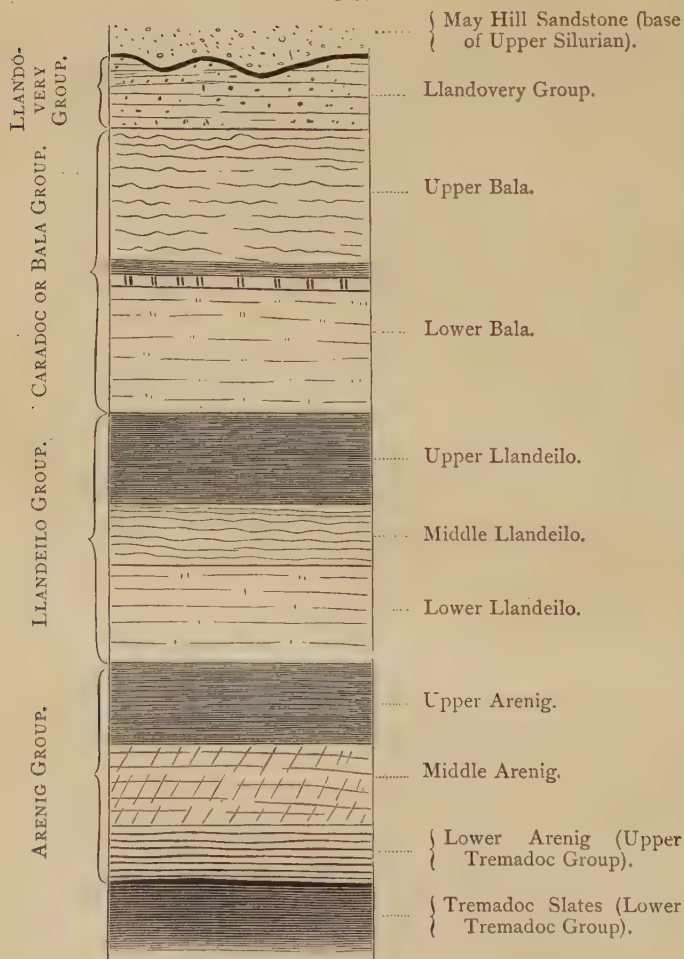 May Hill Sandstone (base
of Upper Silurian).
LLANDO-
VERY
GROUP.
Llandovery Group.
CARADOC OR BALA GROUP.
Upper Bala.
Lower Bala.
LLANDEILO GROUP.
Upper Llandeilo.
Middle Llandeilo.
Lower Llandeilo.
ARENIG GROUP.
Upper Arenig.
Middle Arenig.
Lower Arenig (Upper
Tremadoc Group).
Tremadoc Slates (Lower
Tremadoc Group).